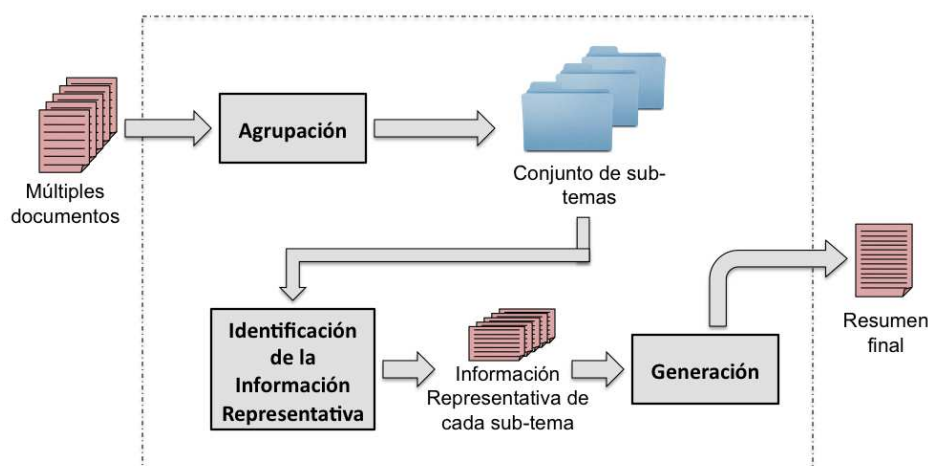 Múltiples
documentos
Agrupación
Conjunto de sub-
temas
Identificación
de la
Información
Representativa
Información
Representativa de
cada sub-tema
Generación
Resumen
final